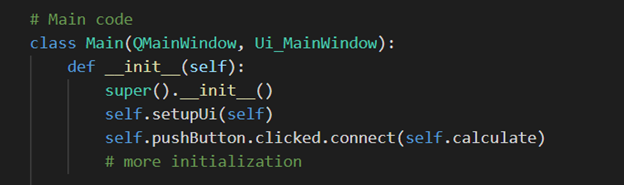 # Main code
class Main(QMainWindow, Ui_MainWindow):
    def __init__(self):
        super().__init__()
        self.setupUi(self)
        self.pushButton.clicked.connect(self.calculate)
        # more initialization